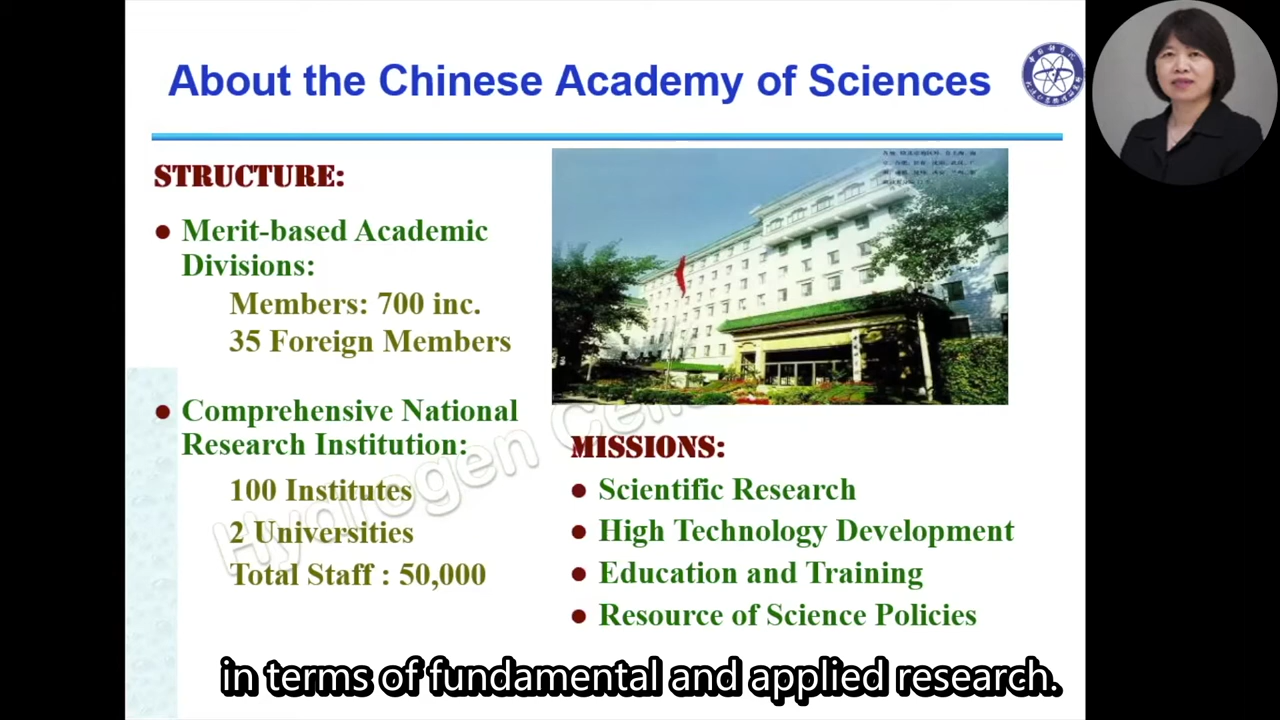 About the Chinese Academy of Sciences
STRUCTURE:
Merit-based Academic
Divisions:
Members: 700 inc.
35 Foreign Members
Comprehensive National
Research Institution:
100 Institutes
2 Universities
Total Staff : 50,000
MISSIONS:
Scientific Research
High Technology Development
Education and Training
Resource of Science Policies
Hydrogen
in terms of fundamental and applied research.